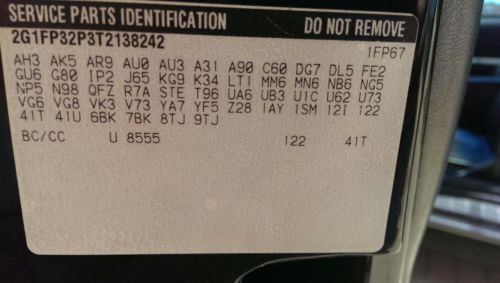 SERVICE PARTS IDENTIFICATION DO NOT REMOVE
2G1FP32P3T2138242
1FP67
AH3 AK5 AR9 AU0 AU3 A31 A90 C60 DG7 DL5 FE2
GU6 G80 IP2 J65 KG9 K34 LT1 MM6 MN6 NB6 NG5
NP5 N98 QFZ R7A STE T96 UA6 UB3 U1C U62 U73
VG6 VG8 VK3 V73 YA7 YF5 Z28 1AY 1SM 12I 122
41T 41U 6BK 7BK 8TJ 9TJ
BC/CC U 8555 122 41T